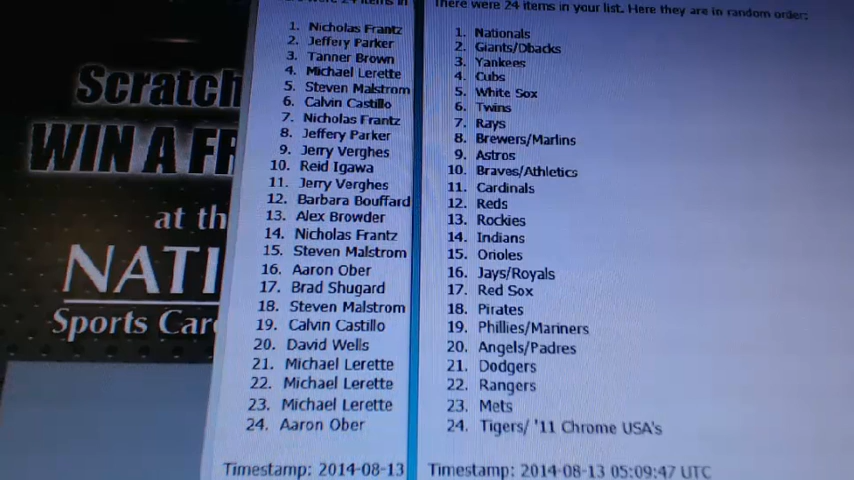 Scratch
WIN A FR
at th
NATI
Sports Car
24 items in
1. Nicholas Frantz
2. Jeffery Parker
3. Tanner Brown
4. Michael Lerette
5. Steven Malstrom
6. Calvin Castillo
7. Nicholas Frantz
8. Jeffery Parker
9. Jerry Verghes
10. Reid Igawa
11. Jerry Verghes
12. Barbara Bouffard
13. Alex Browder
14. Nicholas Frantz
15. Steven Malstrom
16. Aaron Ober
17. Brad Shugard
18. Steven Malstrom
19. Calvin Castillo
20. David Wells
21. Michael Lerette
22. Michael Lerette
23. Michael Lerette
24. Aaron Ober
Timestamp: 2014-08-13
There were 24 items in your list. Here they are in random order:
1. Nationals
2. Giants/Dbacks
3. Yankees
4. Cubs
5. White Sox
6. Twins
7. Rays
8. Brewers/Marlins
9. Astros
10. Braves/Athletics
11. Cardinals
12. Reds
13. Rockies
14. Indians
15. Orioles
16. Jays/Royals
17. Red Sox
18. Pirates
19. Phillies/Mariners
20. Angels/Padres
21. Dodgers
22. Rangers
23. Mets
24. Tigers/ '11 Chrome USA's
Timestamp: 2014-08-13 05:09:47 UTC